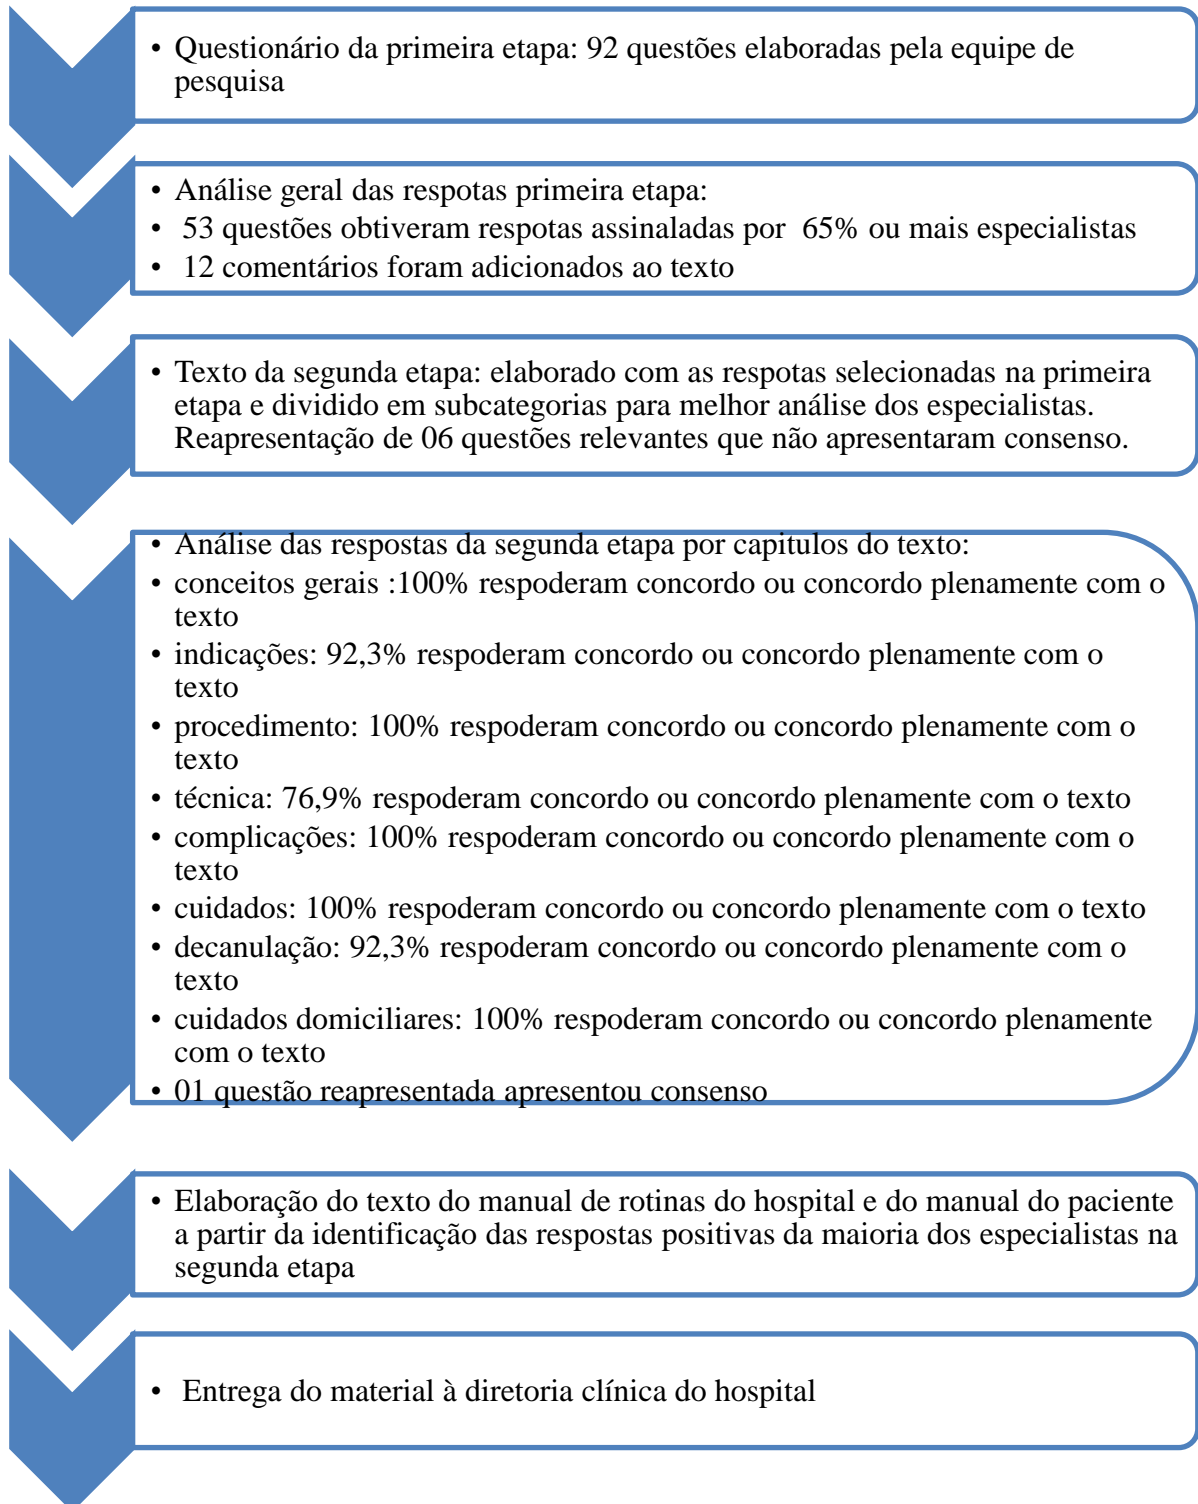 • Questionário da primeira etapa: 92 questões elaboradas pela equipe de
pesquisa
• Análise geral das respotas primeira etapa:
• 53 questões obtiveram respotas assinaladas por 65% ou mais especialistas
• 12 comentários foram adicionados ao texto
• Texto da segunda etapa: elaborado com as respotas selecionadas na primeira
etapa e dividido em subcategorias para melhor análise dos especialistas.
Reapresentação de 06 questões relevantes que não apresentaram consenso.
• Análise das respostas da segunda etapa por capitulos do texto:
• conceitos gerais :100% respoderam concordo ou concordo plenamente com o
texto
• indicações: 92,3% respoderam concordo ou concordo plenamente com o
texto
• procedimento: 100% respoderam concordo ou concordo plenamente com o
texto
• técnica: 76,9% respoderam concordo ou concordo plenamente com o texto
• complicações: 100% respoderam concordo ou concordo plenamente com o
texto
• cuidados: 100% respoderam concordo ou concordo plenamente com o texto
• decanulação: 92,3% respoderam concordo ou concordo plenamente com o
texto
• cuidados domiciliares: 100% respoderam concordo ou concordo plenamente
com o texto
• 01 questão reapresentada apresentou consenso
• Elaboração do texto do manual de rotinas do hospital e do manual do paciente
a partir da identificação das respostas positivas da maioria dos especialistas na
segunda etapa
• Entrega do material à diretoria clínica do hospital